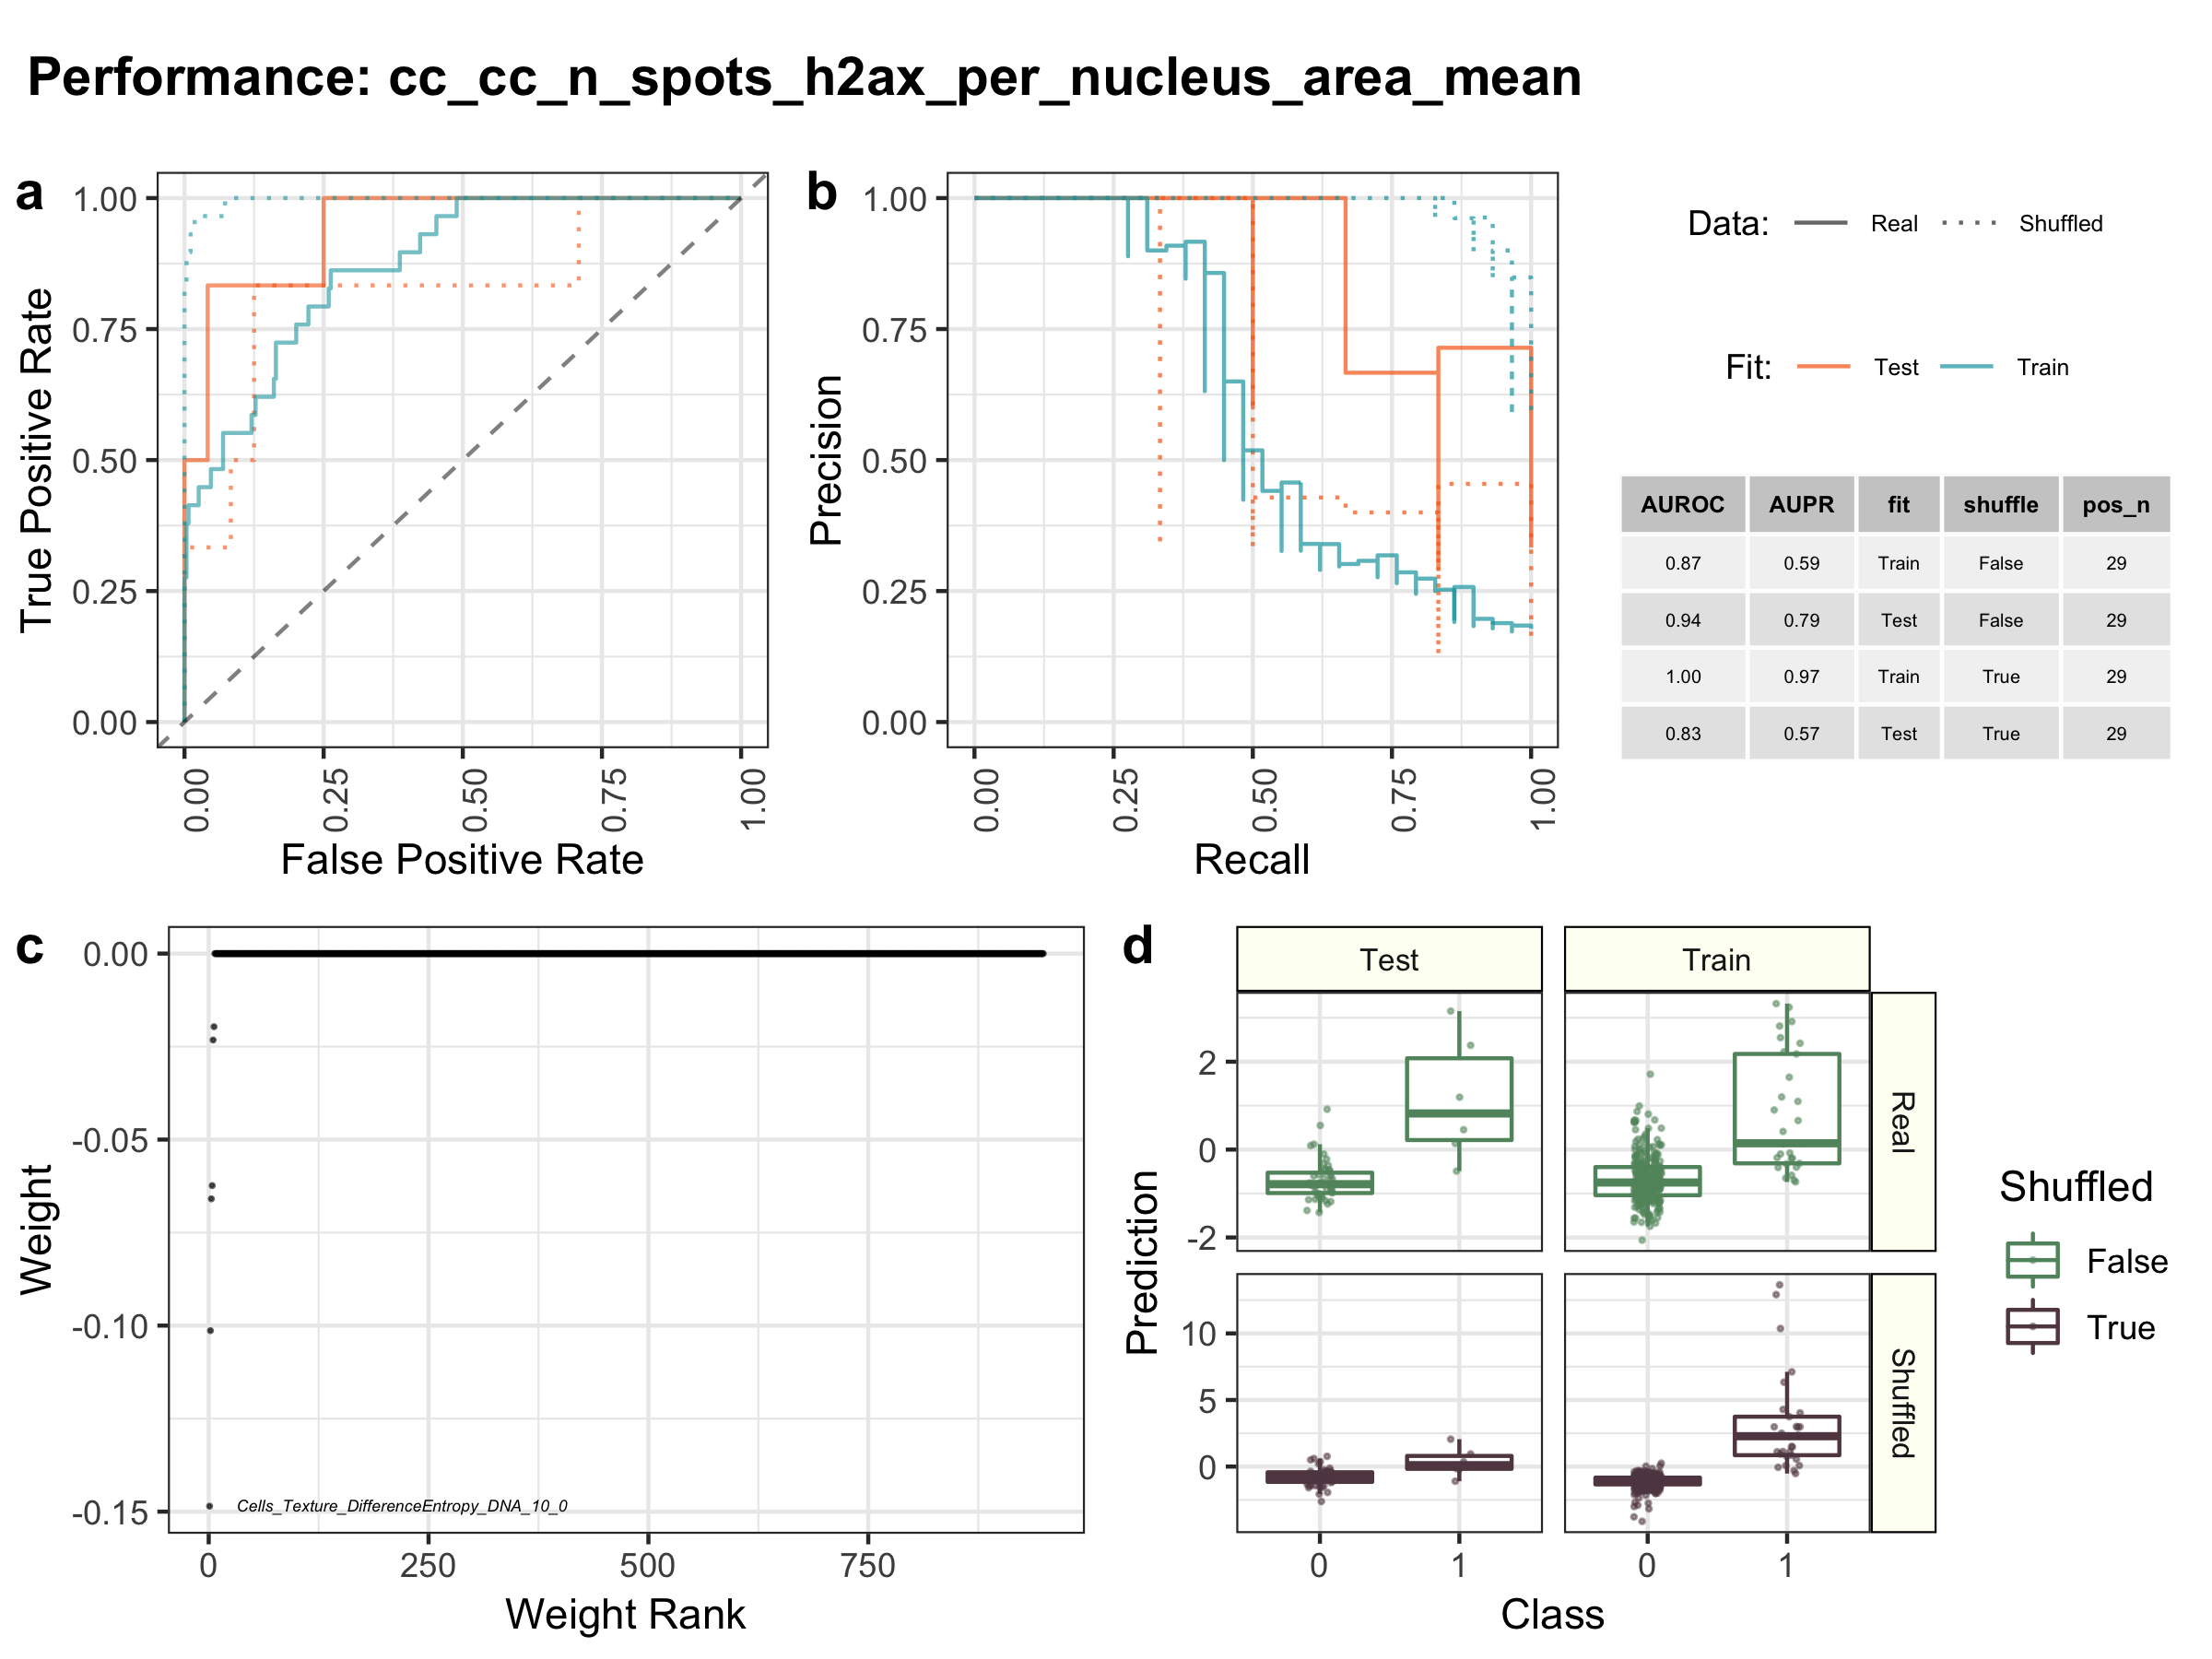 Performance: cc_cc_n_spots_h2ax_per_nucleus_area_mean
a
1.00
0.75
0.50
0.25
0.00
True Positive Rate
0.00 0.25 0.50 0.75 1.00
False Positive Rate
b
1.00
0.75
0.50
0.25
0.00
Precision
0.00 0.25 0.50 0.75 1.00
Recall
Data: Real Shuffled
Fit: Test Train
AUROC AUPR fit shuffle pos_n
0.87 0.59 Train False 29
0.94 0.79 Test False 29
1.00 0.97 Train True 29
0.83 0.57 Test True 29
c
0.00
-0.05
-0.10
-0.15
Weight
Cells_Texture_DifferenceEntropy_DNA_10_0
0 250 500 750
Weight Rank
d
Test Train
Real
Shuffled
2
0
-2
10
5
0
Prediction
0 1 0 1
Class
Shuffled
False
True